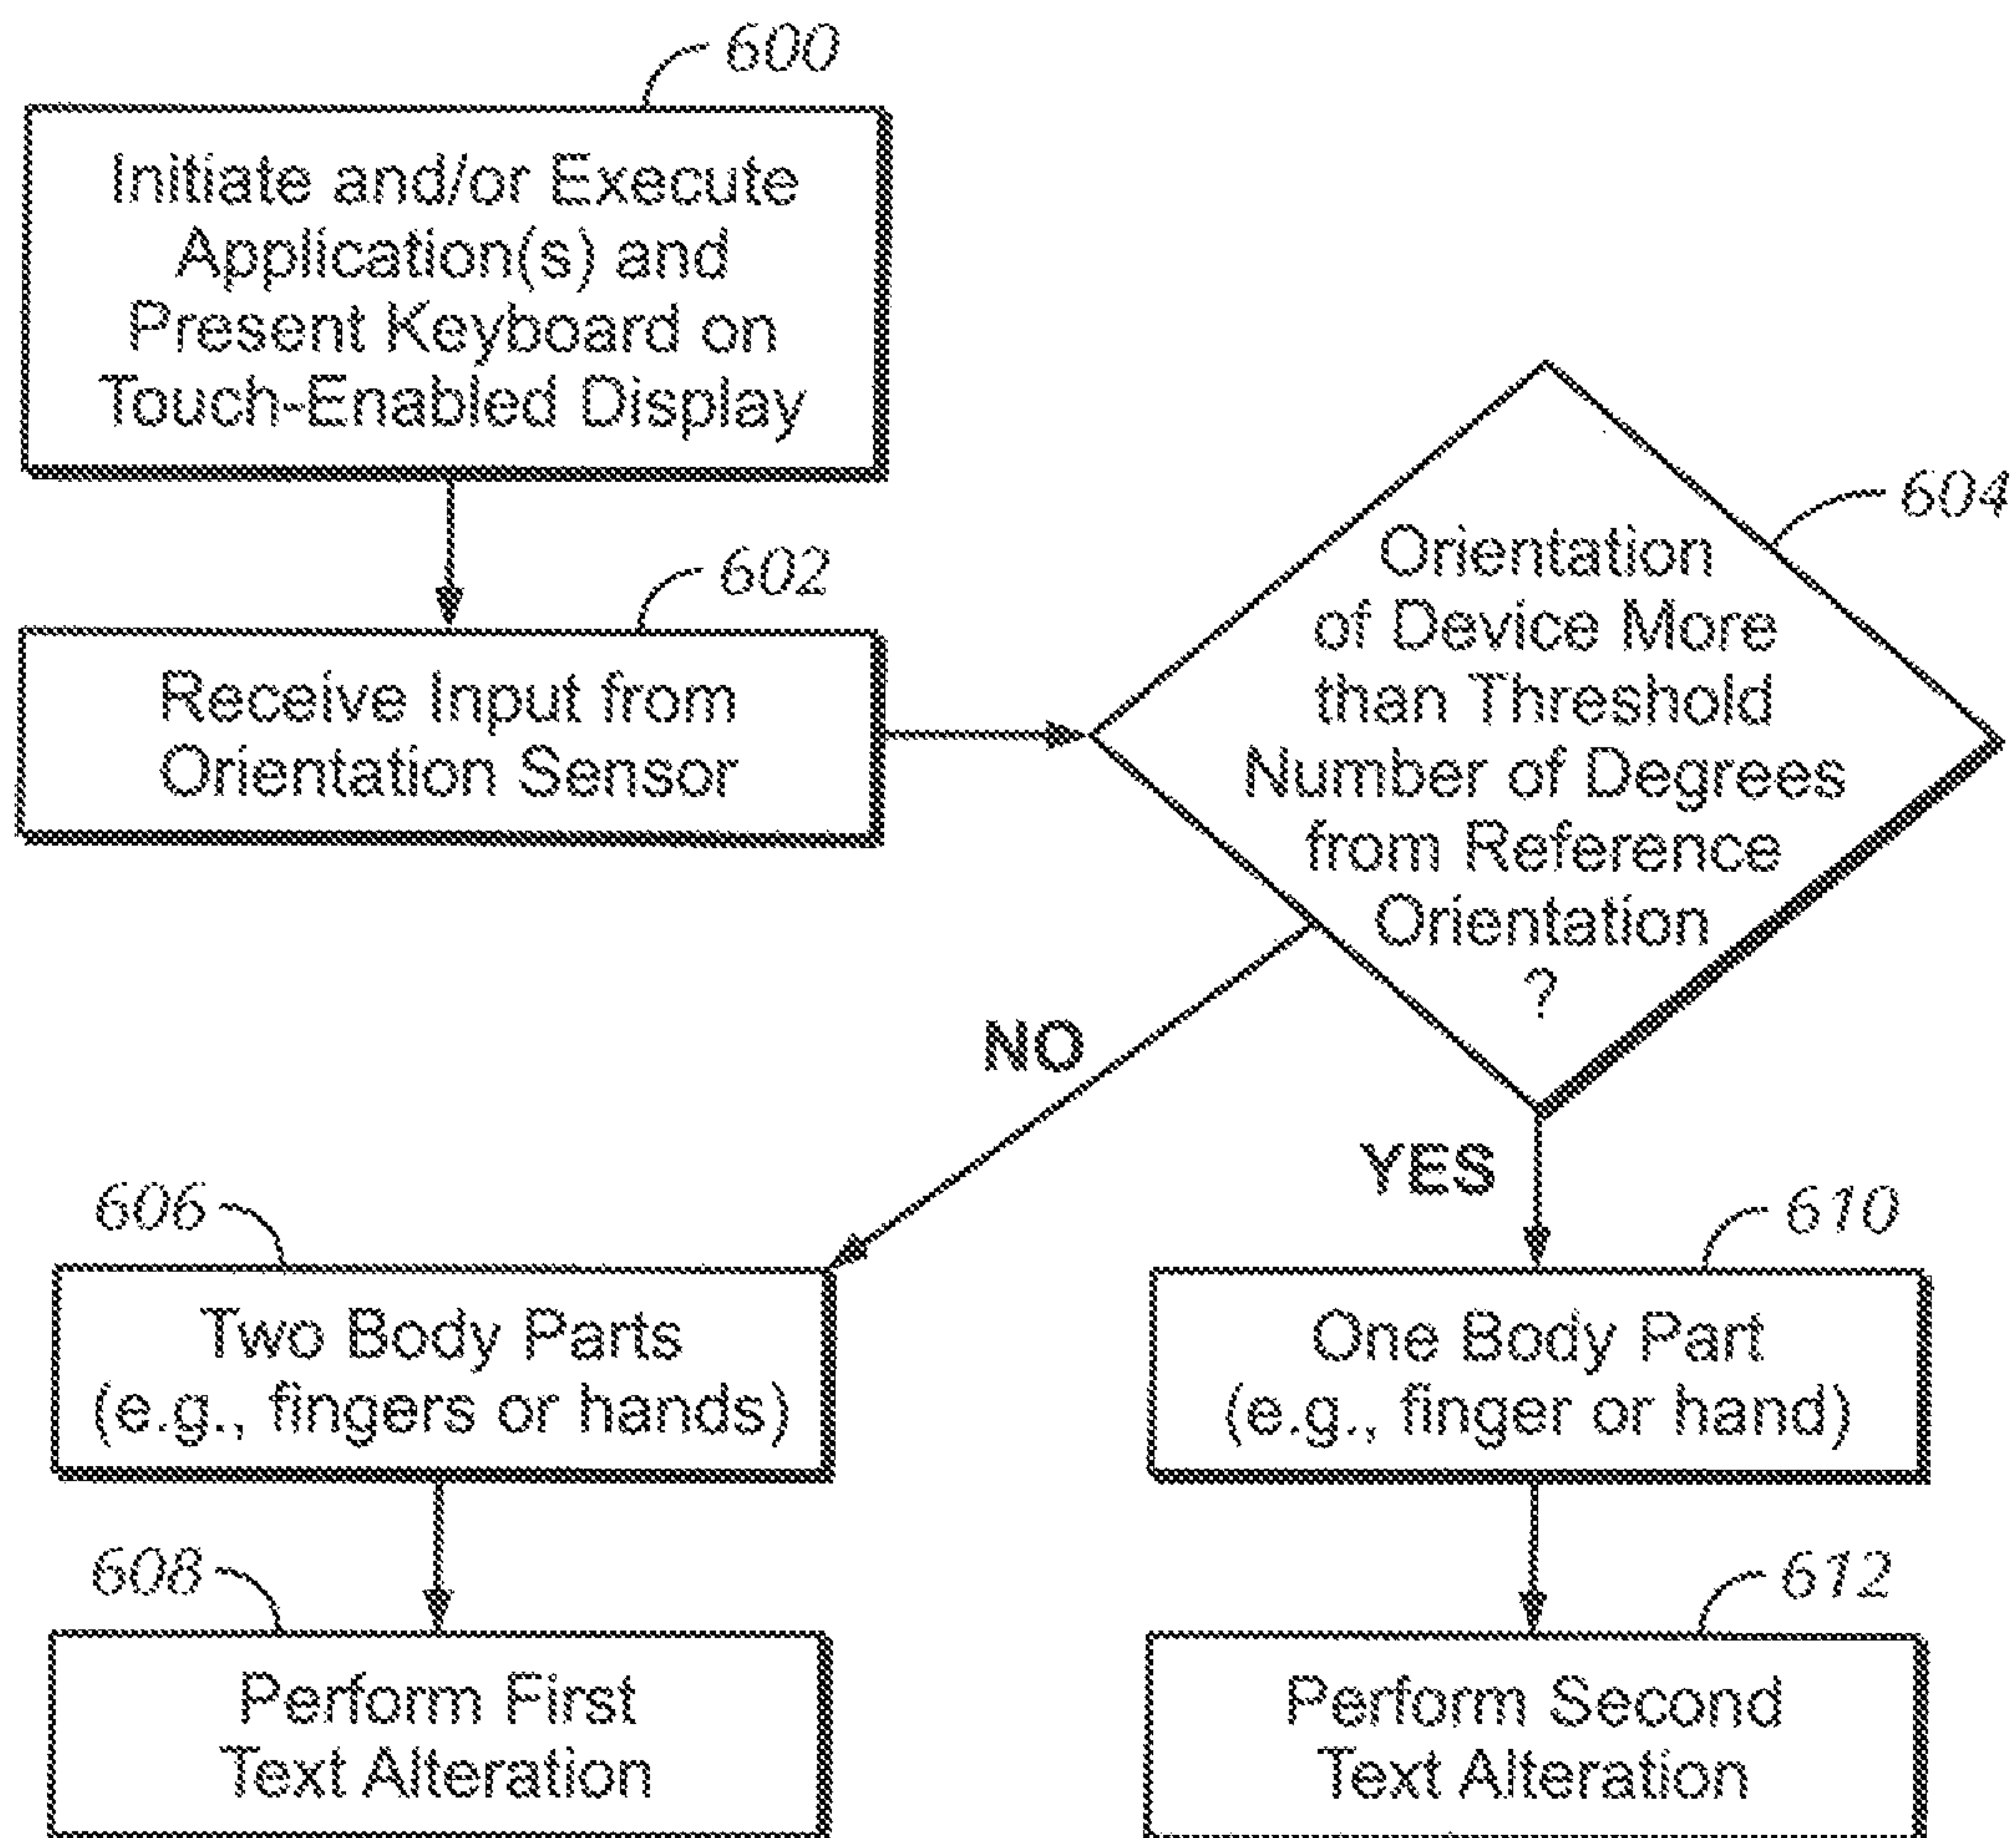 600
Initiate and/or Execute
Application(s) and
Present Keyboard on
Touch-Enabled Display
602
Receive Input from
Orientation Sensor
604
Orientation
of Device More
than Threshold
Number of Degrees
from Reference
Orientation
?
NO
YES
606
Two Body Parts
(e.g., fingers or hands)
610
One Body Part
(e.g., finger or hand)
608
Perform First
Text Alteration
612
Perform Second
Text Alteration